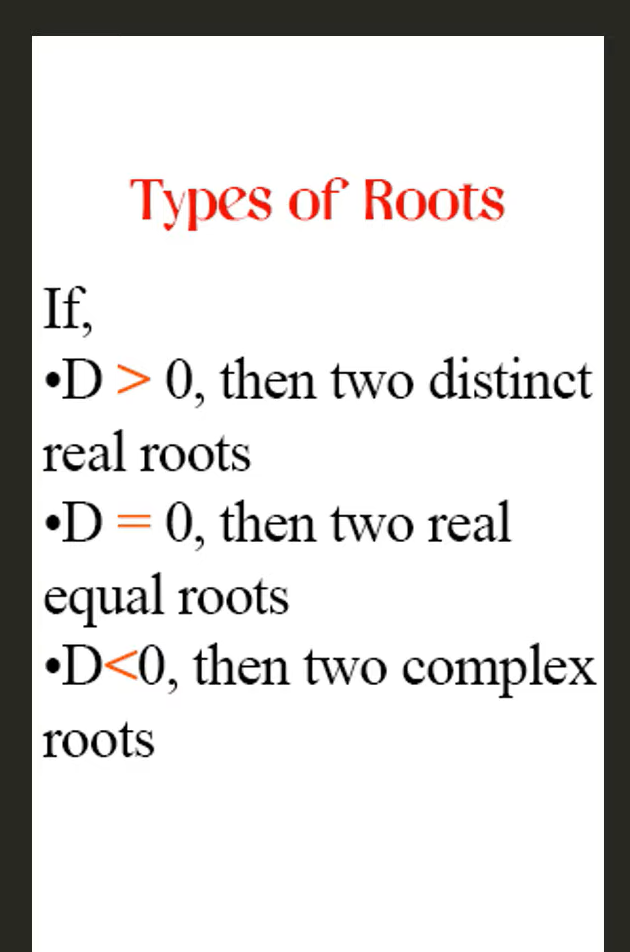 Types of Roots
If,
•D > 0, then two distinct
real roots
•D = 0, then two real
equal roots
•D<0, then two complex
roots